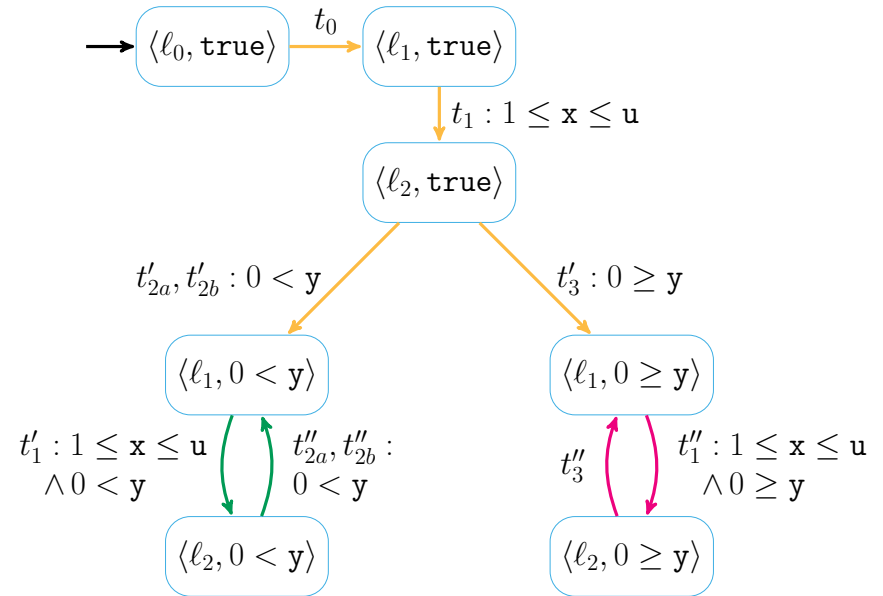 ⟨ℓ₀, true⟩
t₀
⟨ℓ₁, true⟩
t₁ : 1 ≤ x ≤ u
⟨ℓ₂, true⟩
t′₂ₐ, t′₂b : 0 < y
t′₃ : 0 ≥ y
⟨ℓ₁, 0 < y⟩
⟨ℓ₁, 0 ≥ y⟩
t′₁ : 1 ≤ x ≤ u
∧ 0 < y
t″₂ₐ, t″₂b :
0 < y
t″₃
t″₁ : 1 ≤ x ≤ u
∧ 0 ≥ y
⟨ℓ₂, 0 < y⟩
⟨ℓ₂, 0 ≥ y⟩